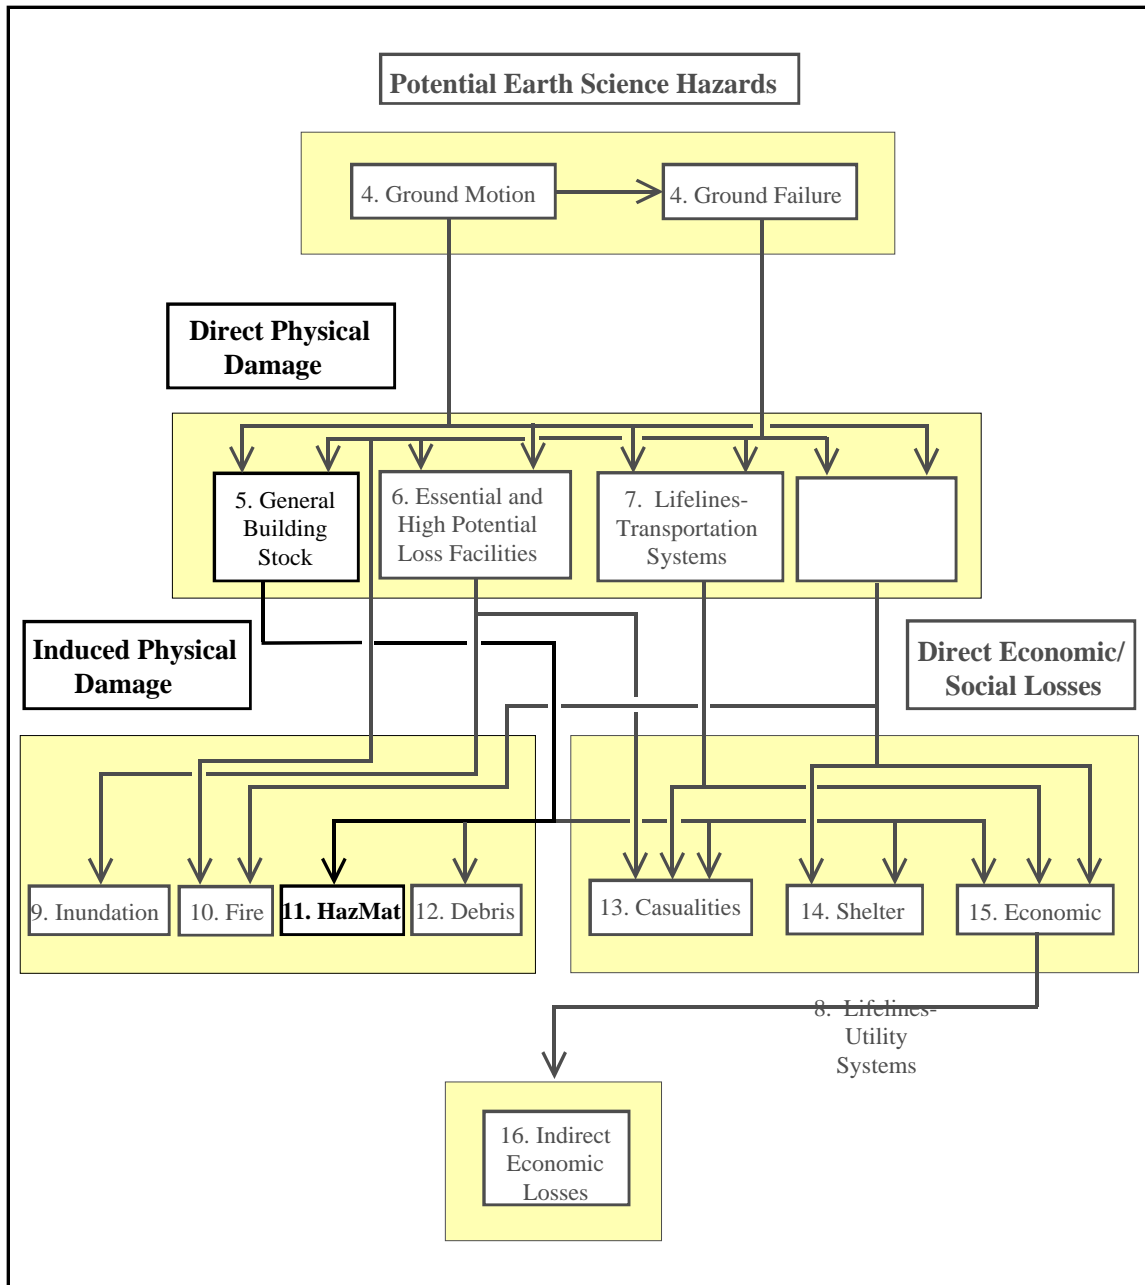 Potential Earth Science Hazards
4. Ground Motion
4. Ground Failure
Direct Physical
Damage
5. General
Building
Stock
6. Essential and
High Potential
Loss Facilities
7. Lifelines-
Transportation
Systems
Induced Physical
Damage
Direct Economic/
Social Losses
9. Inundation
10. Fire
11. HazMat
12. Debris
13. Casualities
14. Shelter
15. Economic
8. Lifelines-
Utility
Systems
16. Indirect
Economic
Losses